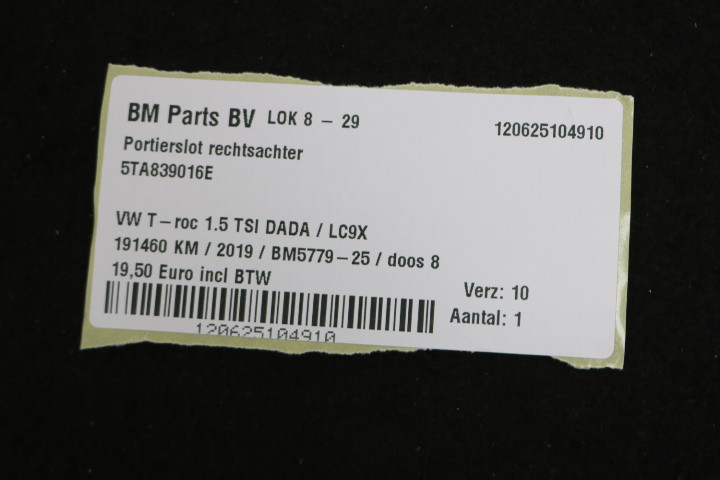 BM Parts BV LOK 8 - 29 120625104910
Portierslot rechtsachter
5TA839016E
VW T-roc 1.5 TSI DADA / LC9X
191460 KM / 2019 / BM5779-25 / doos 8
19,50 Euro incl BTW
Verz: 10
Aantal: 1
120625104910